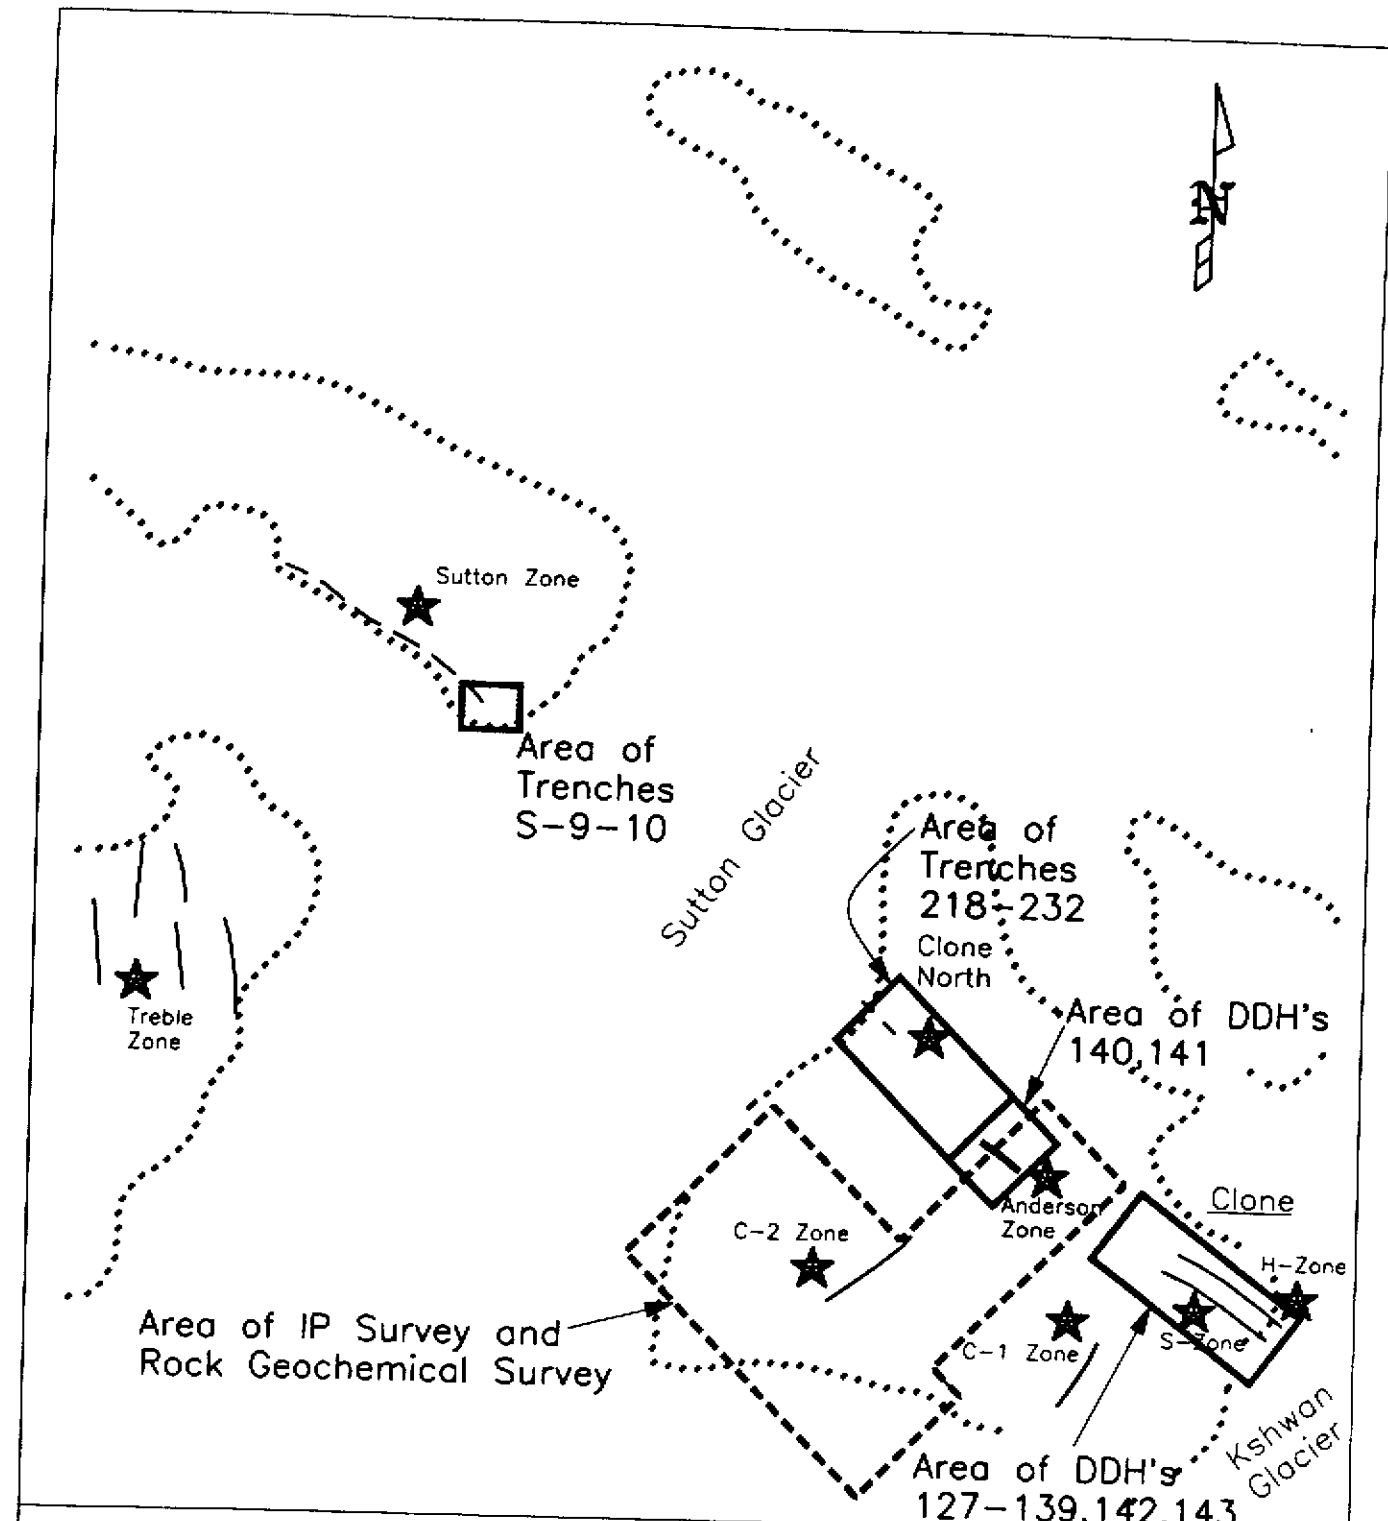 N
Sutton Zone
Area of
Trenches
S-9-10
Sutton Glacier
Area of
Trenches
218-232
Clone
North
Treble
Zone
Area of DDH's
140,141
Anderson
Zone
Clone
C-2 Zone
H-Zone
S-Zone
C-1 Zone
Area of IP Survey and
Rock Geochemical Survey
Kshwan
Glacier
Area of DDH's
127-139,142,143